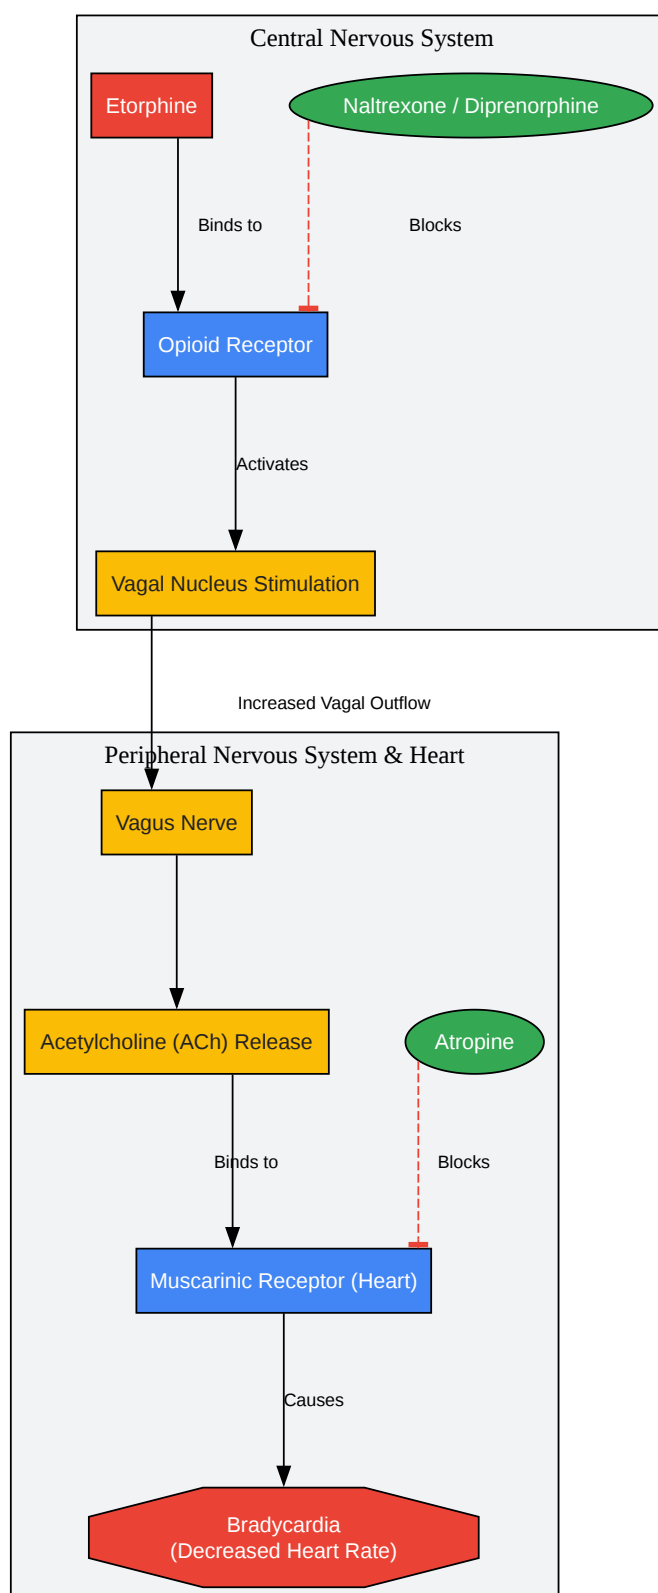 Central Nervous System
Etorphine
Naltrexone / Diprenorphine
Binds to
Blocks
Opioid Receptor
Activates
Vagal Nucleus Stimulation
Increased Vagal Outflow
Peripheral Nervous System & Heart
Vagus Nerve
Acetylcholine (ACh) Release
Atropine
Binds to
Blocks
Muscarinic Receptor (Heart)
Causes
Bradycardia
(Decreased Heart Rate)